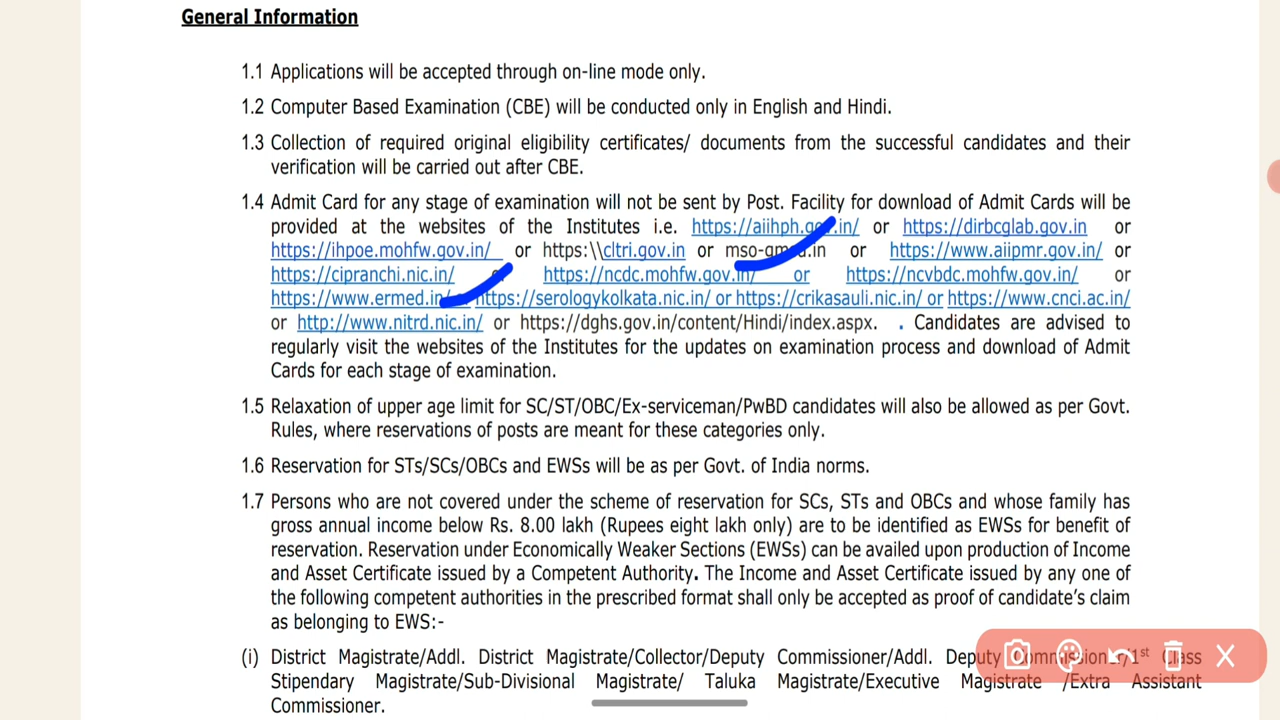 General Information
1.1 Applications will be accepted through on-line mode only.
1.2 Computer Based Examination (CBE) will be conducted only in English and Hindi.
1.3 Collection of required original eligibility certificates/ documents from the successful candidates and their
verification will be carried out after CBE.
1.4 Admit Card for any stage of examination will not be sent by Post. Facility for download of Admit Cards will be
provided at the websites of the Institutes i.e. https://aiihph.gov.in/ or https://dirbcglab.gov.in or
https://ihpoe.mohfw.gov.in/ or https:\\cltri.gov.in or or https://www.aiipmr.gov.in/ or
https://cipranchi.nic.in/ https://ncdc.mohfw.gov.in/ or https://ncvbdc.mohfw.gov.in/ or
https://www.ermed.in/ or https://serologykolkata.nic.in/ or https://crikasauli.nic.in/ or https://www.cnci.ac.in/
or http://www.nitrd.nic.in/ or https://dghs.gov.in/content/Hindi/index.aspx. . Candidates are advised to
regularly visit the websites of the Institutes for the updates on examination process and download of Admit
Cards for each stage of examination.
1.5 Relaxation of upper age limit for SC/ST/OBC/Ex-serviceman/PwBD candidates will also be allowed as per Govt.
Rules, where reservations of posts are meant for these categories only.
1.6 Reservation for STs/SCs/OBCs and EWSs will be as per Govt. of India norms.
1.7 Persons who are not covered under the scheme of reservation for SCs, STs and OBCs and whose family has
gross annual income below Rs. 8.00 lakh (Rupees eight lakh only) are to be identified as EWSs for benefit of
reservation. Reservation under Economically Weaker Sections (EWSs) can be availed upon production of Income
and Asset Certificate issued by a Competent Authority. The Income and Asset Certificate issued by any one of
the following competent authorities in the prescribed format shall only be accepted as proof of candidate's claim
as belonging to EWS:-
(i) District Magistrate/Addl. District Magistrate/Collector/Deputy Commissioner/Addl. Deputy Commissioner/1st Class
Stipendary Magistrate/Sub-Divisional Magistrate/ Taluka Magistrate/Executive Magistrate /Extra Assistant
Commissioner.